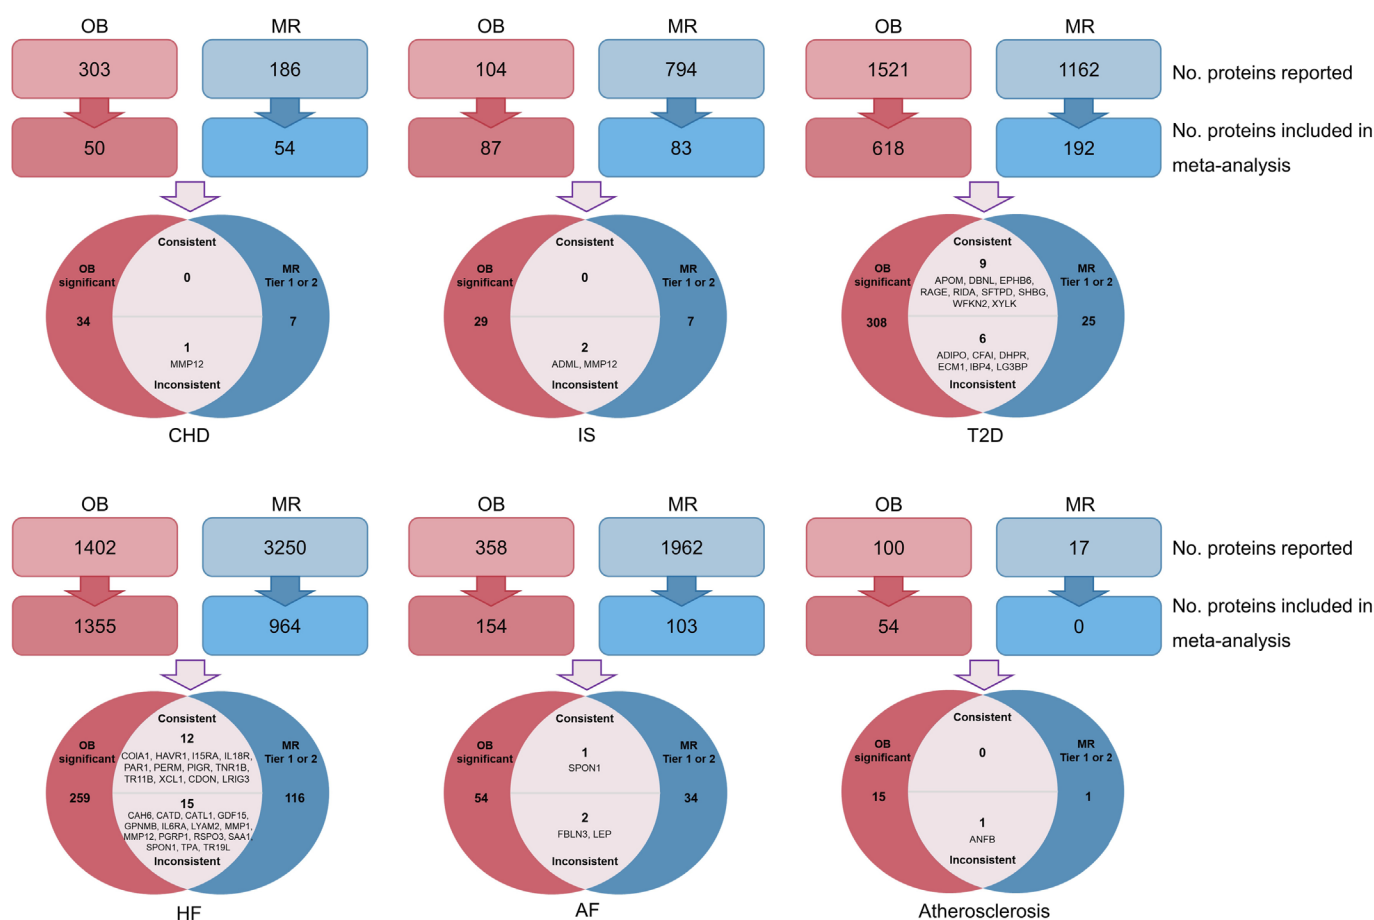 OB MR
303 186
50 54
Consistent
OB significant
0
MR Tier 1 or 2
34
7
1
MMP12
Inconsistent
CHD
OB MR
104 794
87 83
Consistent
OB significant
0
MR Tier 1 or 2
29
7
2
ADML, MMP12
Inconsistent
IS
OB MR
1521 1162
No. proteins reported
618 192
No. proteins included in
meta-analysis
Consistent
OB significant
9
APOM, DBNL, EPHB6,
RAGE, RIDA, SFTPD, SHBG,
WFKN2, XYLK
MR Tier 1 or 2
308
25
6
ADIPO, CFAI, DHPR,
ECM1, IBP4, LG3BP
Inconsistent
T2D
OB MR
1402 3250
1355 964
Consistent
OB significant
12
COIA1, HAVR1, I15RA, IL18R,
PAR1, PERM, PIGR, TNR1B,
TR11B, XCL1, CDON, LRIG3
MR Tier 1 or 2
259
116
15
CAH6, CATD, CATL1, GDF15,
GPNMB, IL6RA, LYAM2, MMP1,
MMP12, PGRP1, RSPO3, SAA1,
SPON1, TPA, TR19L
Inconsistent
HF
OB MR
358 1962
154 103
Consistent
OB significant
1
SPON1
MR Tier 1 or 2
54
34
2
FBLN3, LEP
Inconsistent
AF
OB MR
100 17
No. proteins reported
54 0
No. proteins included in
meta-analysis
Consistent
OB significant
0
MR Tier 1 or 2
15
1
1
ANFB
Inconsistent
Atherosclerosis